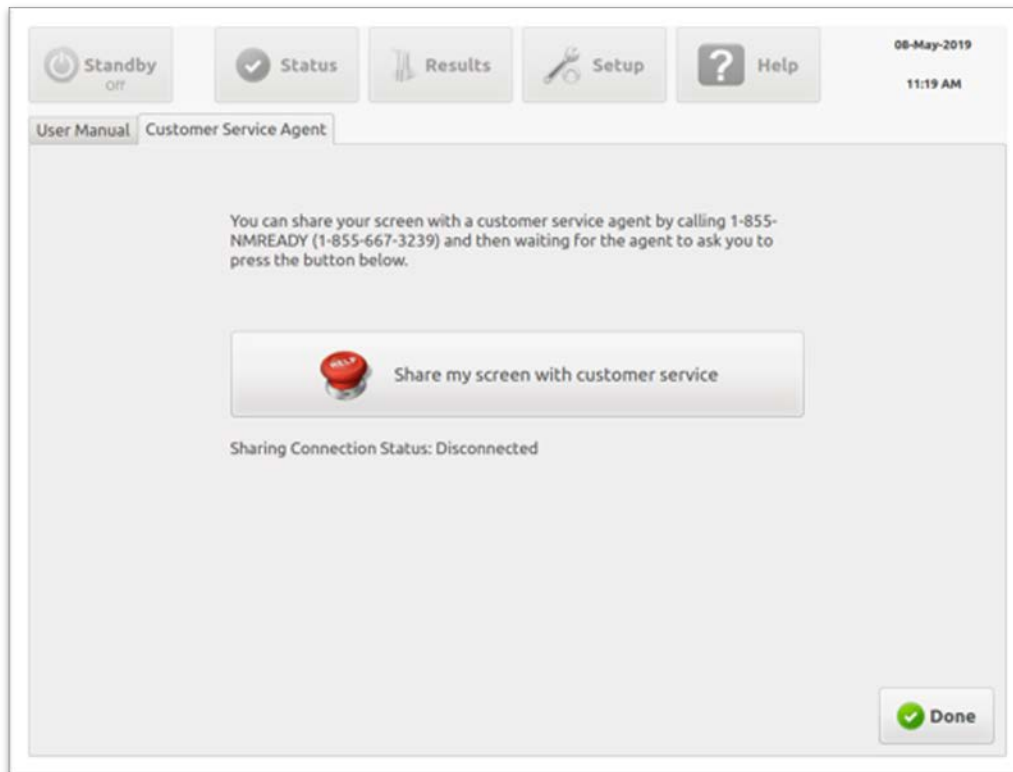 Standby
Off
Status
Results
Setup
? Help
08-May-2019
11:19 AM
User Manual
Customer Service Agent
You can share your screen with a customer service agent by calling 1-855-
NMREADY (1-855-667-3239) and then waiting for the agent to ask you to
press the button below.
HELP
Share my screen with customer service
Sharing Connection Status: Disconnected
Done